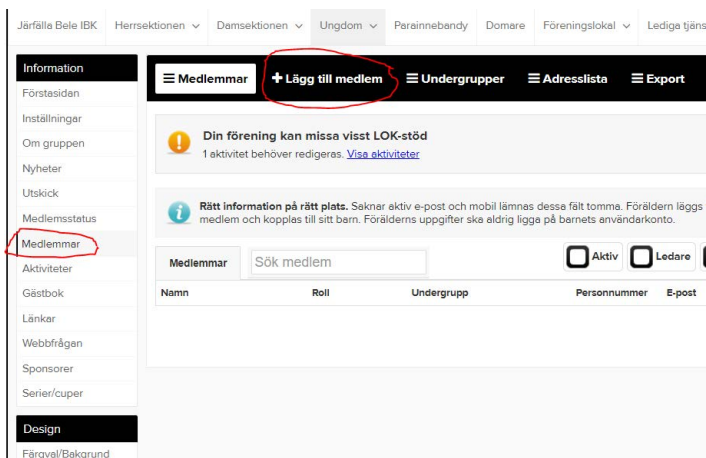 Järfälla Bele IBK Herrsektionen Damsektionen Ungdom Parainnebandy Domare Föreningslokal Lediga
Information
Förstasidan
Inställningar
Om gruppen
Nyheter
Utskick
Medlemsstatus
Medlemmar
Aktiviteter
Gästbok
Länkar
Webbfrågan
Sponsorer
Serier/cuper
Design
Färgval/Bakgrund
Medlemmar Lägg till medlem Undergrupper Adresslista Export
Din förening kan missa visst LOK-stöd
1 aktivitet behöver redigeras. Visa aktiviteter
Rätt information på rätt plats. Saknar aktiv e-post och mobil lämnas dessa fält tomma. Föräldern läggs
medlem och kopplas till sitt barn. Förälderns uppgifter ska aldrig ligga på barnets användarkonto.
Medlemmar Sök medlem Aktiv Ledare
Namn Roll Undergrupp Personnummer E-post